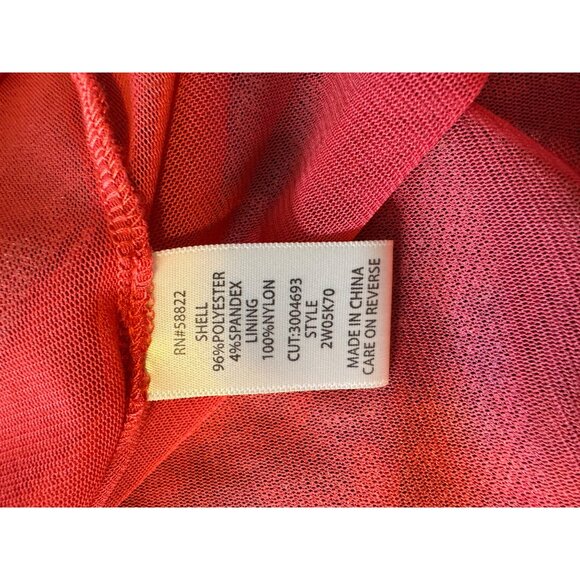 RN#58822
SHELL
96%POLYESTER
4%SPANDEX
LINING
100%NYLON
CUT:3004693
STYLE
2W05K70
MADE IN CHINA
CARE ON REVERSE